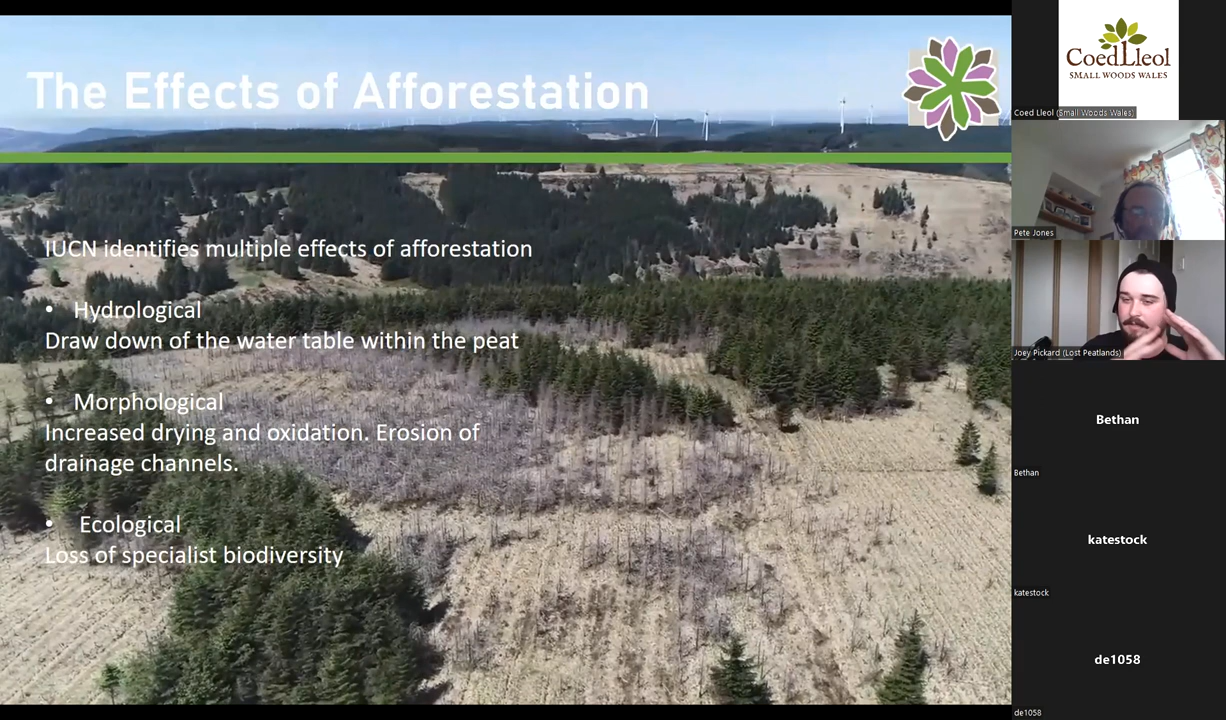 The Effects of Afforestation
IUCN identifies multiple effects of afforestation
• Hydrological
Draw down of the water table within the peat
• Morphological
Increased drying and oxidation. Erosion of
drainage channels.
• Ecological
Loss of specialist biodiversity
CoedLleol
SMALL WOODS WALES
Coed Lleol (Small Woods Wales)
Pete Jones
Joey Pickard (Lost Peatlands)
Bethan
Bethan
katestock
katestock
de1058
de1058